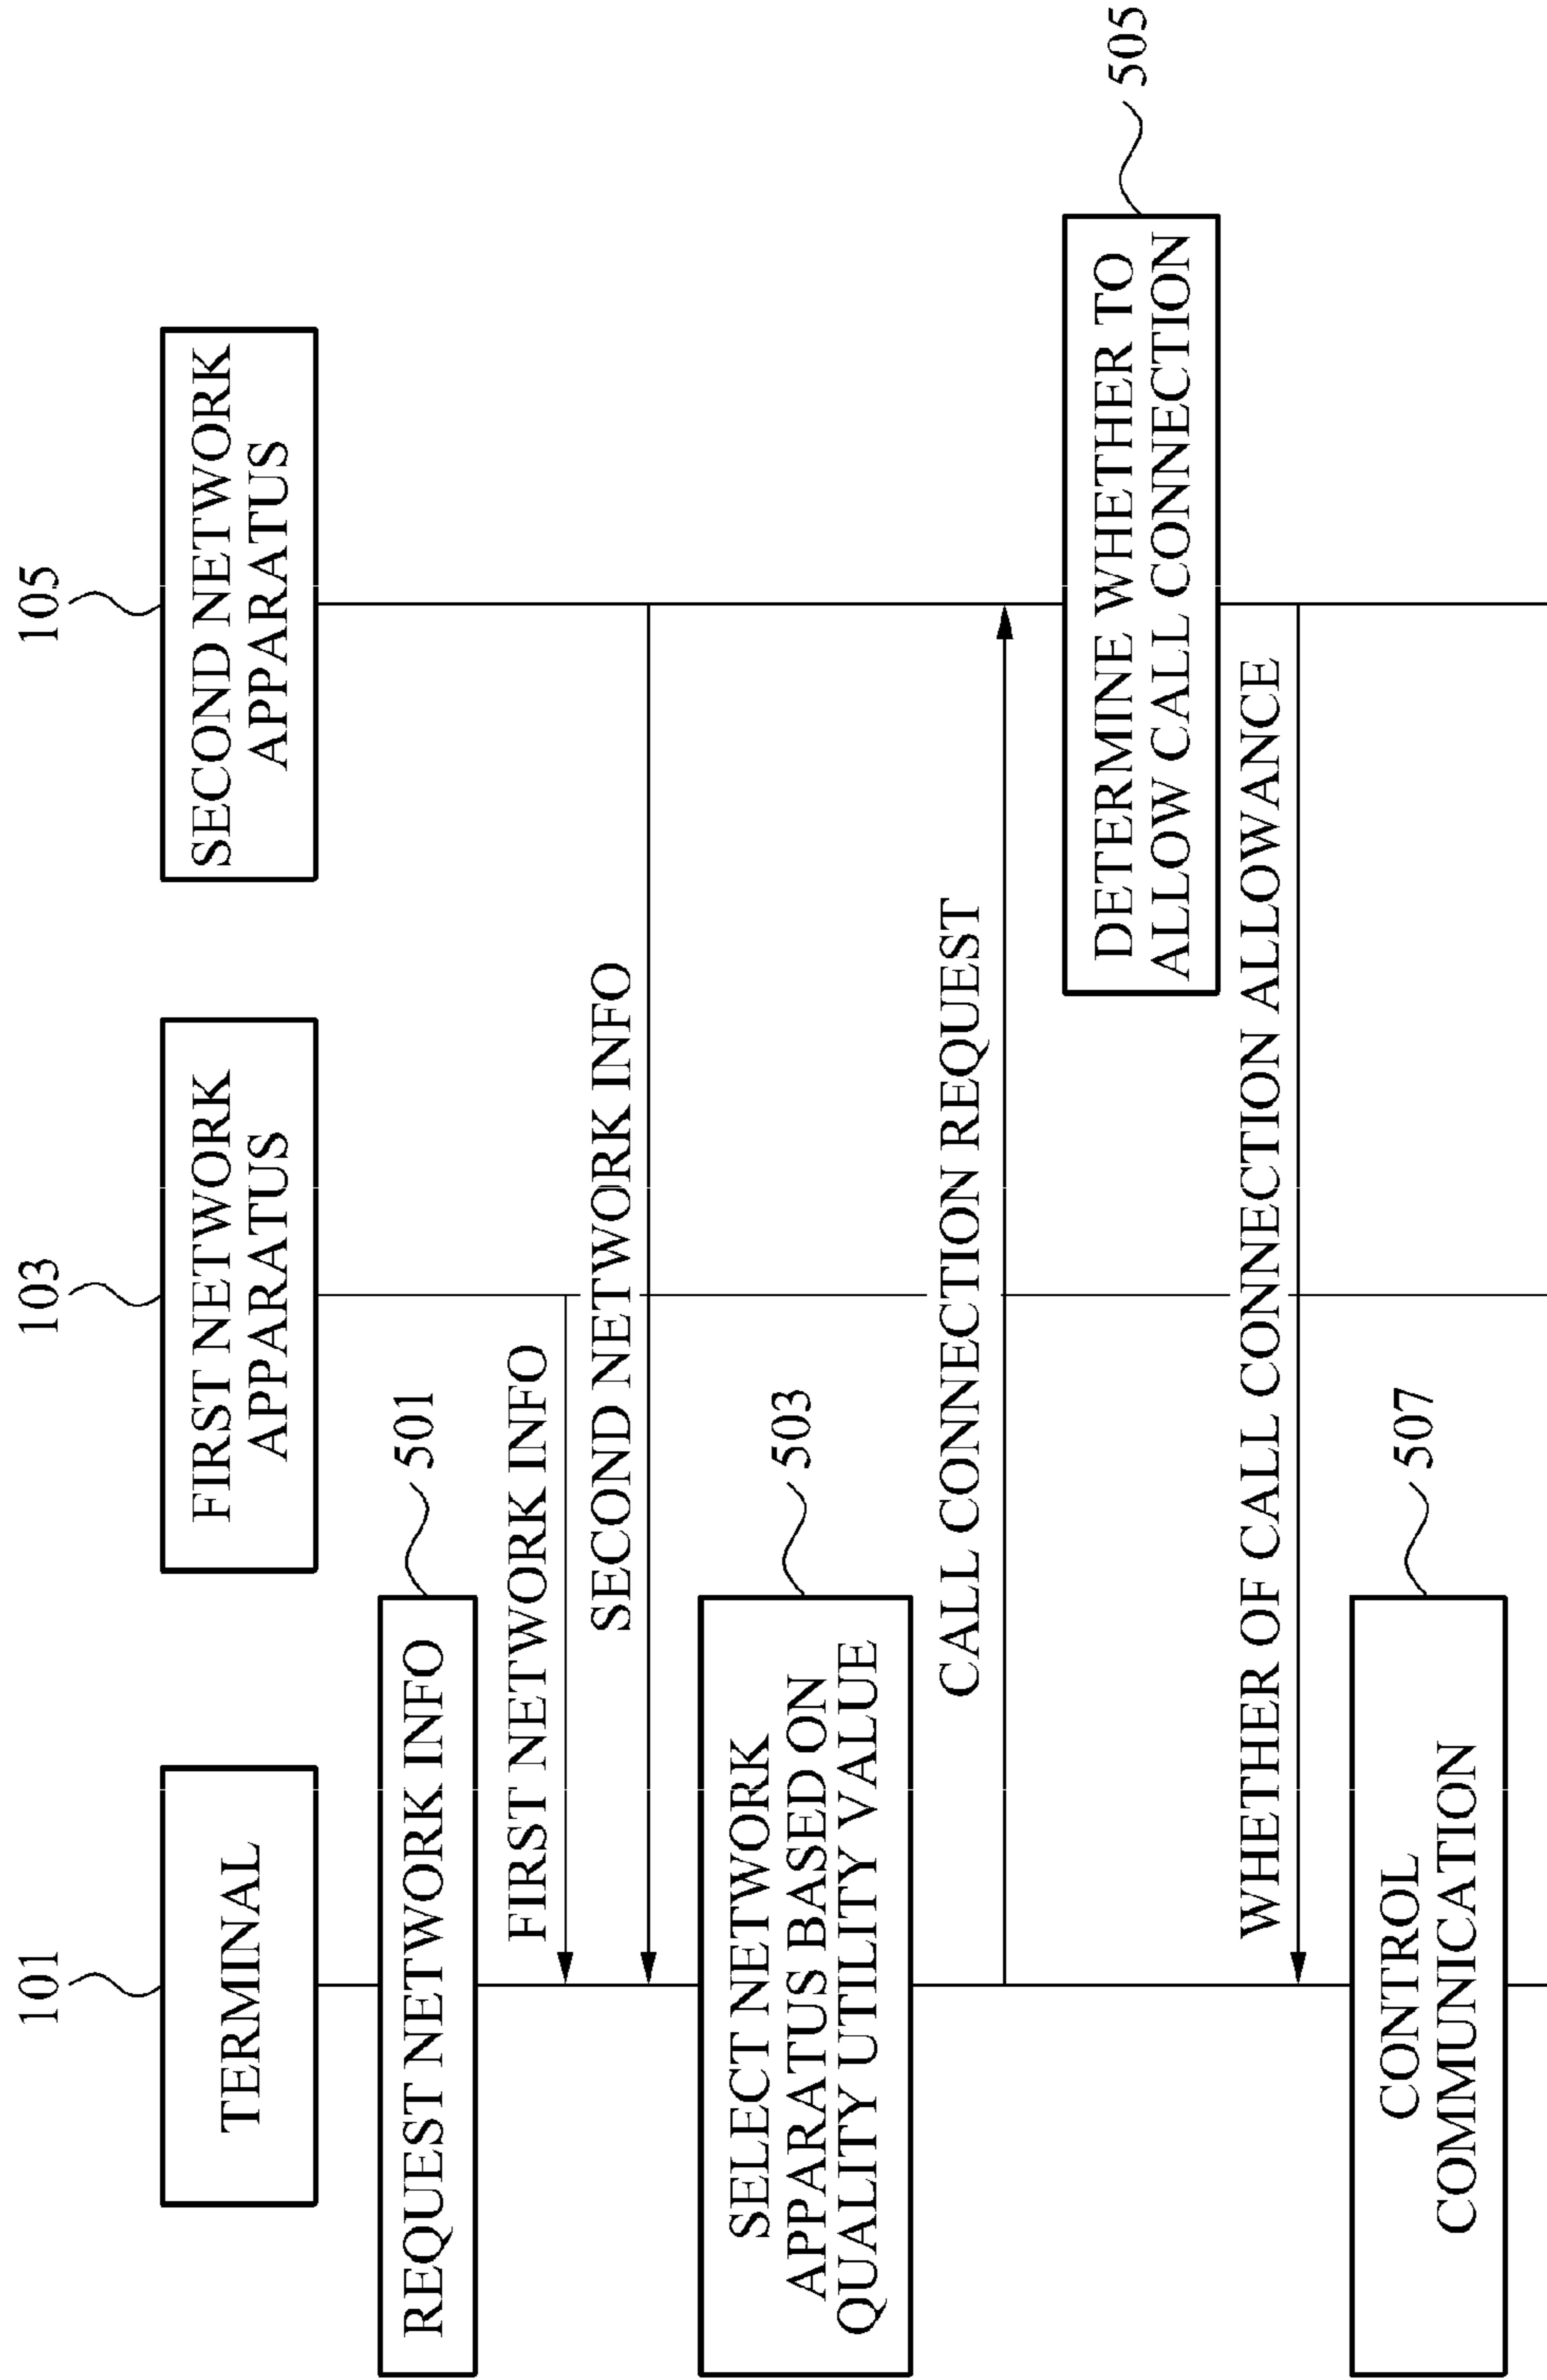 101
103
105
TERMINAL
FIRST NETWORK
APPARATUS
SECOND NETWORK
APPARATUS
REQUEST NETWORK INFO
501
FIRST NETWORK INFO
SECOND NETWORK INFO
SELECT NETWORK
APPARATUS BASED ON
QUALITY UTILITY VALUE
503
CALL CONNECTION REQUEST
DETERMINE WHETHER TO
ALLOW CALL CONNECTION
505
WHETHER OF CALL CONNECTION ALLOWANCE
CONTROL
COMMUNICATION
507